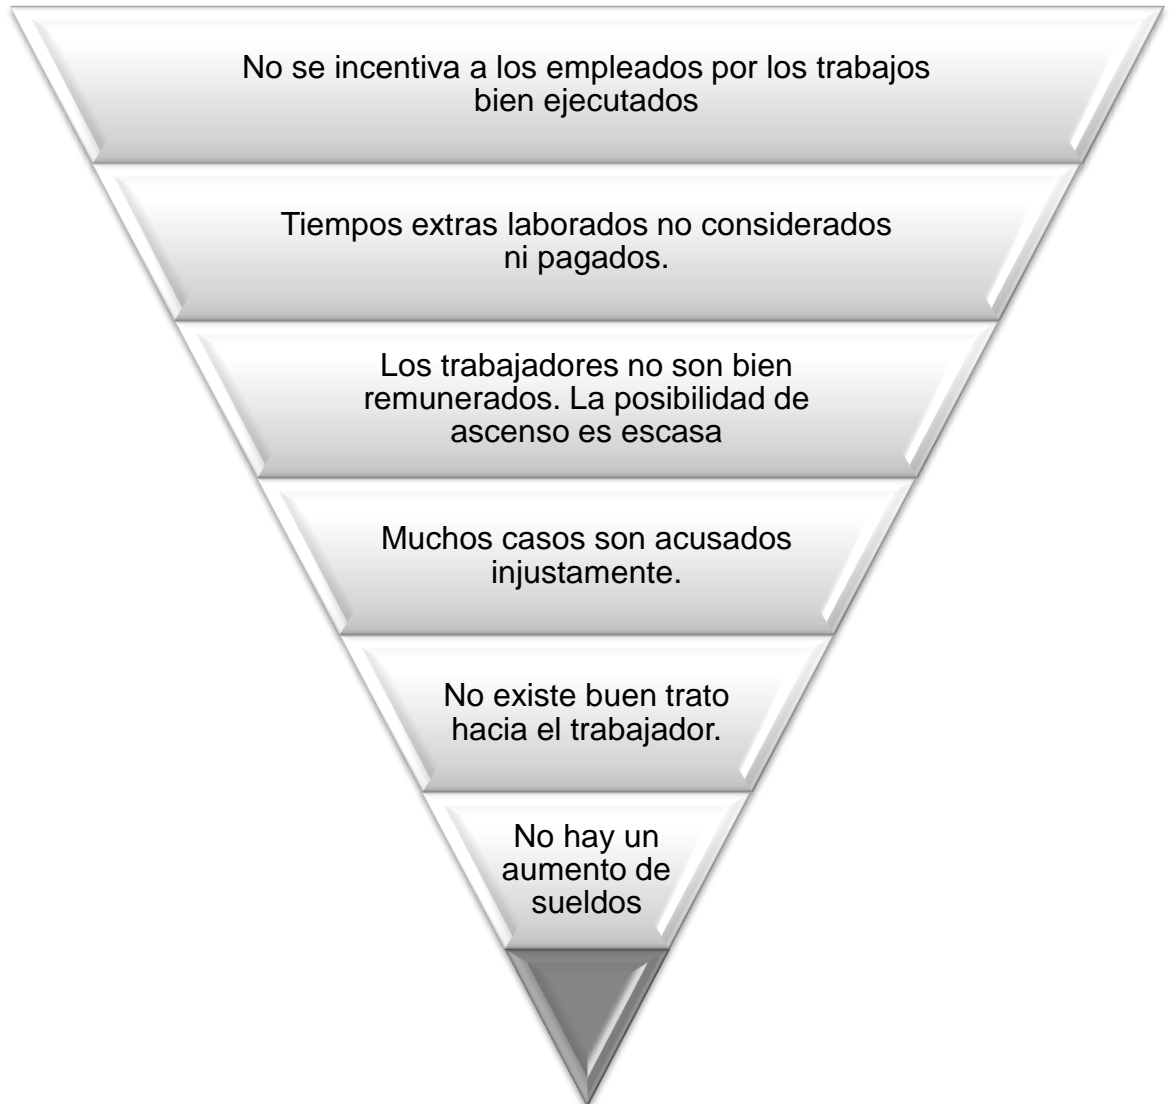 No se incentiva a los empleados por los trabajos
bien ejecutados
Tiempos extras laborados no considerados
ni pagados.
Los trabajadores no son bien
remunerados. La posibilidad de
ascenso es escasa
Muchos casos son acusados
injustamente.
No existe buen trato
hacia el trabajador.
No hay un
aumento de
sueldos